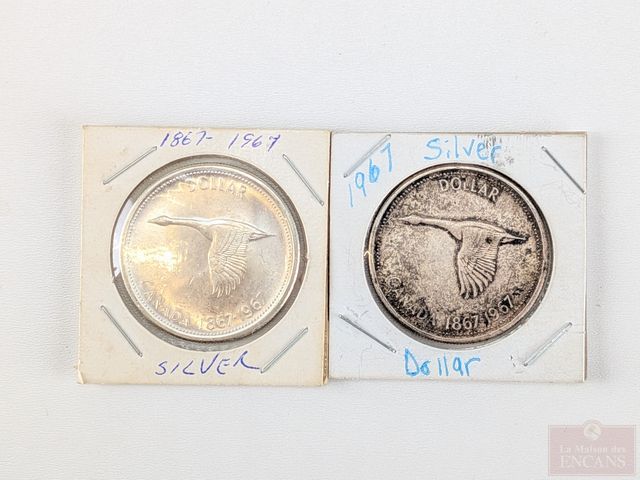 1867- 1967
DOLLAR
CANADA 1867-1967
SILVER
1967 Silver
DOLLAR
CANADA 1867-1967
Dollar
La Maison des
ENCANS